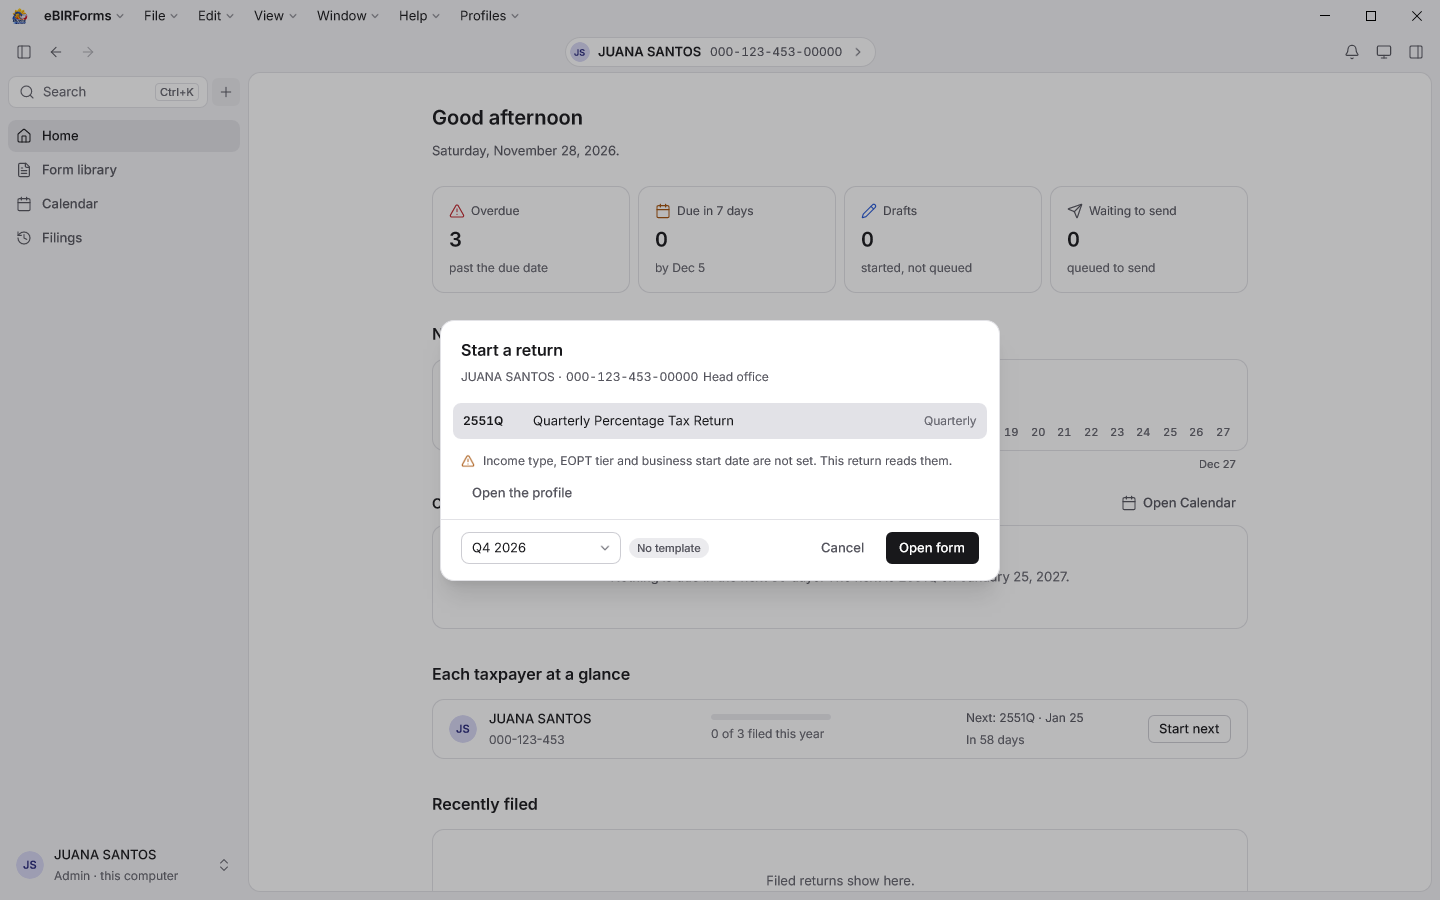 eBIRForms File Edit View Window Help Profiles
JS JUANA SANTOS 000-123-453-00000
Search Ctrl+K
Home
Form library
Calendar
Filings
Good afternoon
Saturday, November 28, 2026.
Overdue
3
past the due date
Due in 7 days
0
by Dec 5
Drafts
0
started, not queued
Waiting to send
0
queued to send
Start a return
JUANA SANTOS · 000-123-453-00000 Head office
2551Q Quarterly Percentage Tax Return Quarterly
Income type, EOPT tier and business start date are not set. This return reads them.
Open the profile
Q4 2026 No template Cancel Open form
19 20 21 22 23 24 25 26 27
Dec 27
Open Calendar
25, 2027.
Each taxpayer at a glance
JS JUANA SANTOS
000-123-453
0 of 3 filed this year
Next: 2551Q · Jan 25
In 58 days
Start next
Recently filed
Filed returns show here.
JS JUANA SANTOS
Admin · this computer